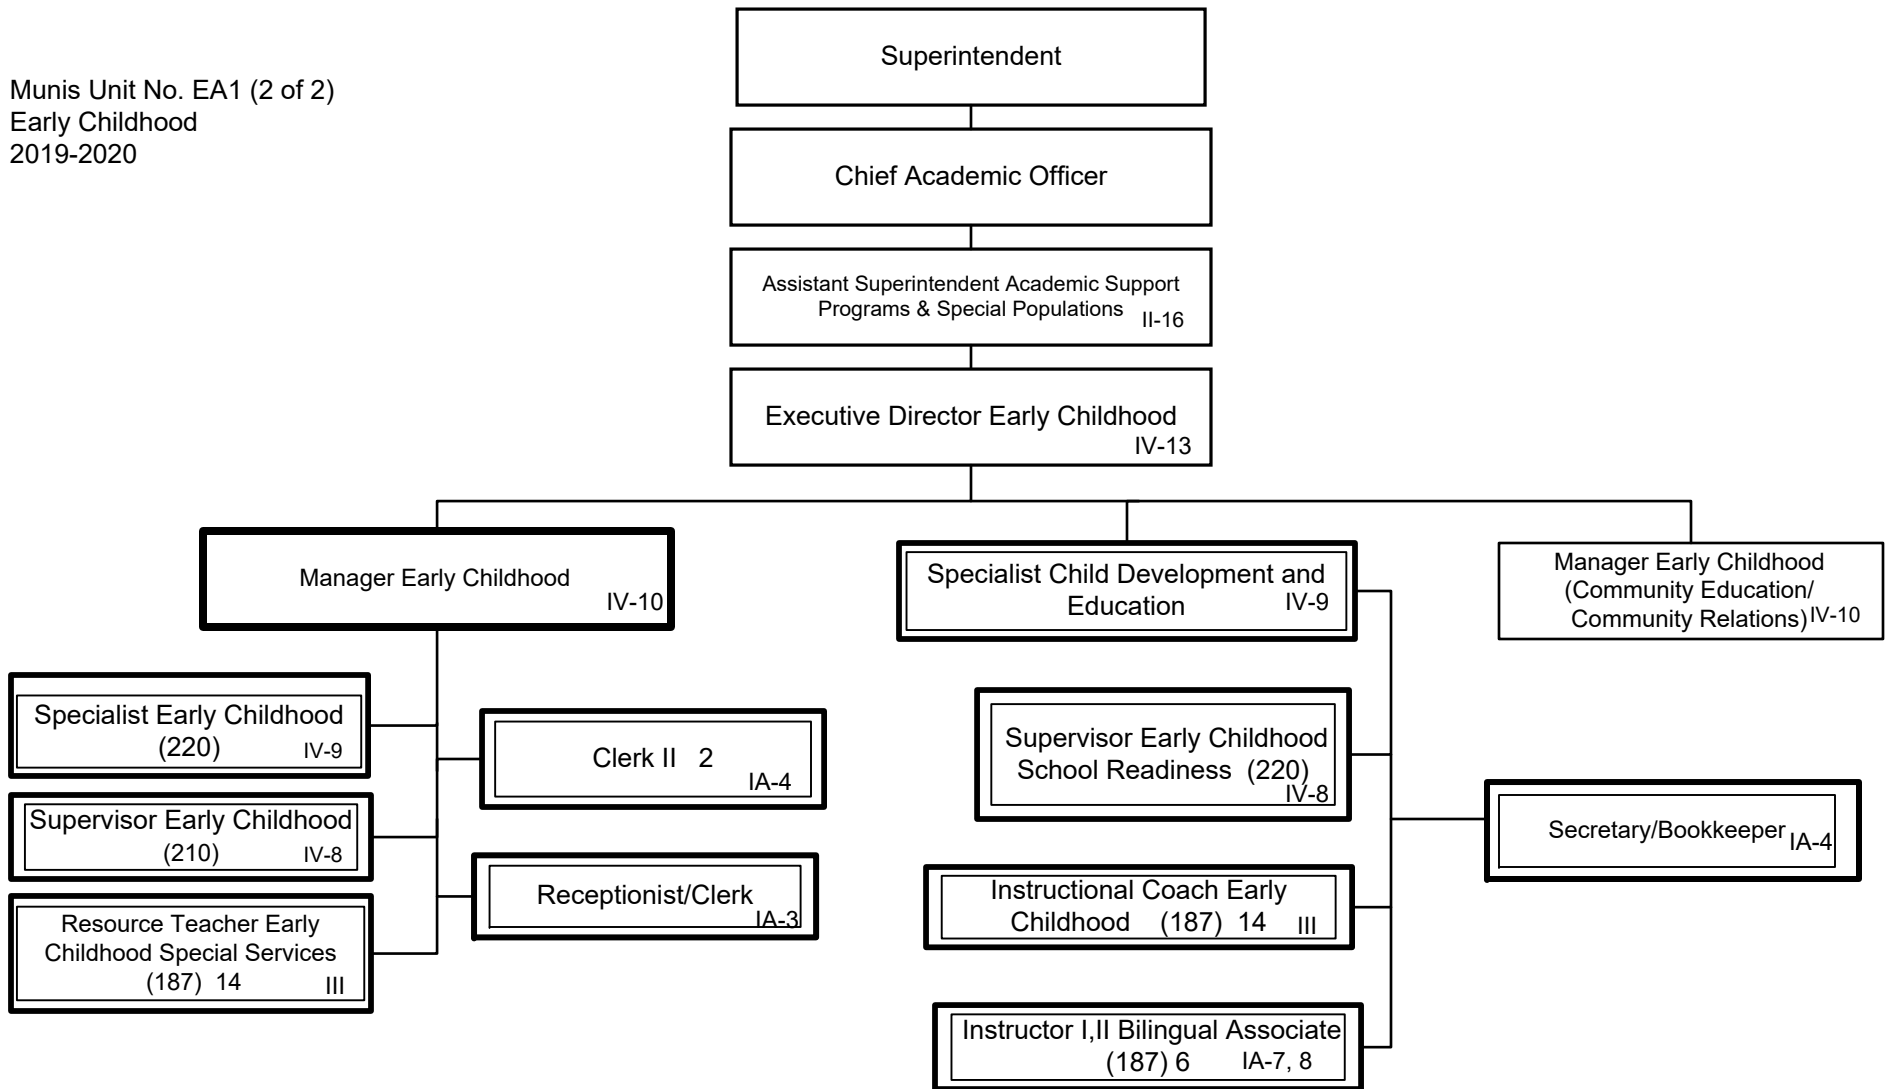 Superintendent
Munis Unit No. EA1 (2 of 2)
Early Childhood
2019-2020
Chief Academic Officer
Assistant Superintendent Academic Support
Programs & Special Populations II-16
Executive Director Early Childhood
IV-13
Manager Early Childhood
IV-10
Specialist Child Development and
Education IV-9
Manager Early Childhood
(Community Education/
Community Relations) IV-10
Specialist Early Childhood
(220) IV-9
Clerk II 2
IA-4
Supervisor Early Childhood
(210) IV-8
Receptionist/Clerk
IA-3
Resource Teacher Early
Childhood Special Services
(187) 14 III
Supervisor Early Childhood
School Readiness (220)
IV-8
Secretary/Bookkeeper IA-4
Instructional Coach Early
Childhood (187) 14 III
Instructor I,II Bilingual Associate
(187) 6 IA-7, 8